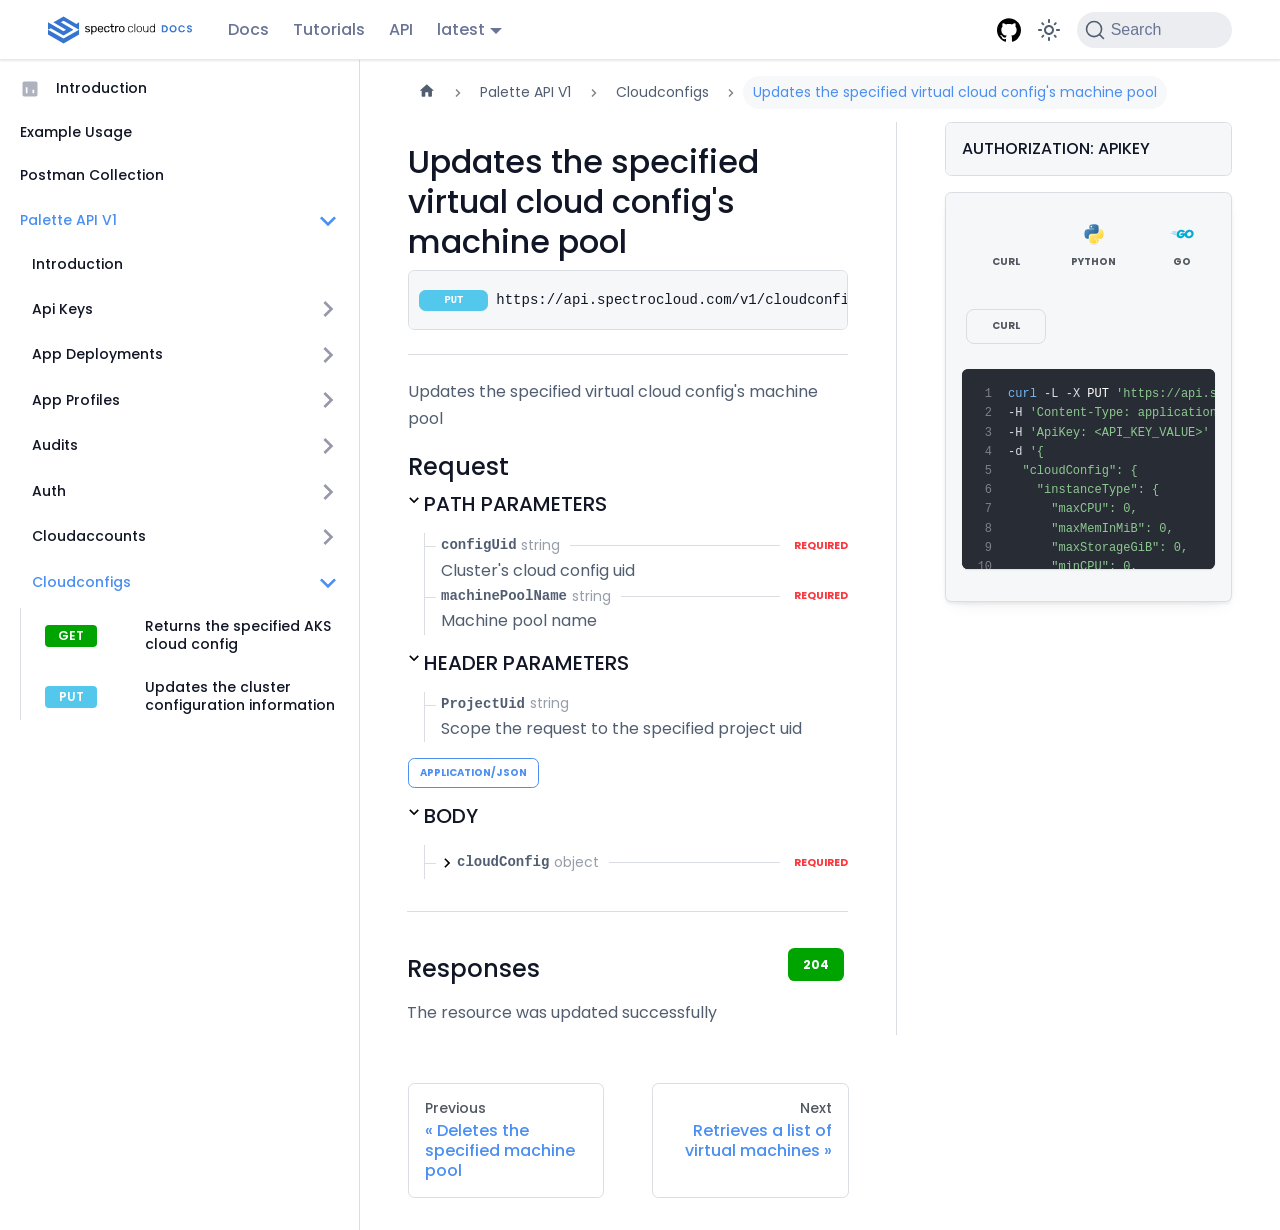 spectro cloud DOCS Docs Tutorials API latest Search
Introduction
Example Usage
Postman Collection
Palette API V1
Introduction
Api Keys
App Deployments
App Profiles
Audits
Auth
Cloudaccounts
Cloudconfigs
GET Returns the specified AKS
cloud config
PUT Updates the cluster
configuration information
Palette API V1 Cloudconfigs Updates the specified virtual cloud config's machine pool
Updates the specified
virtual cloud config's
machine pool
PUT https://api.spectrocloud.com/v1/cloudconfi
Updates the specified virtual cloud config's machine
pool
Request
PATH PARAMETERS
configUid string REQUIRED
Cluster's cloud config uid
machinePoolName string REQUIRED
Machine pool name
HEADER PARAMETERS
ProjectUid string
Scope the request to the specified project uid
APPLICATION/JSON
BODY
cloudConfig object REQUIRED
Responses 204
The resource was updated successfully
Previous
« Deletes the
specified machine
pool
Next
Retrieves a list of
virtual machines »
AUTHORIZATION: APIKEY
CURL PYTHON GO
CURL
1 curl -L -X PUT 'https://api.s
2 -H 'Content-Type: application
3 -H 'ApiKey: <API_KEY_VALUE>'
4 -d '{
5 "cloudConfig": {
6 "instanceType": {
7 "maxCPU": 0,
8 "maxMemInMiB": 0,
9 "maxStorageGiB": 0,
10 "minCPU": 0,